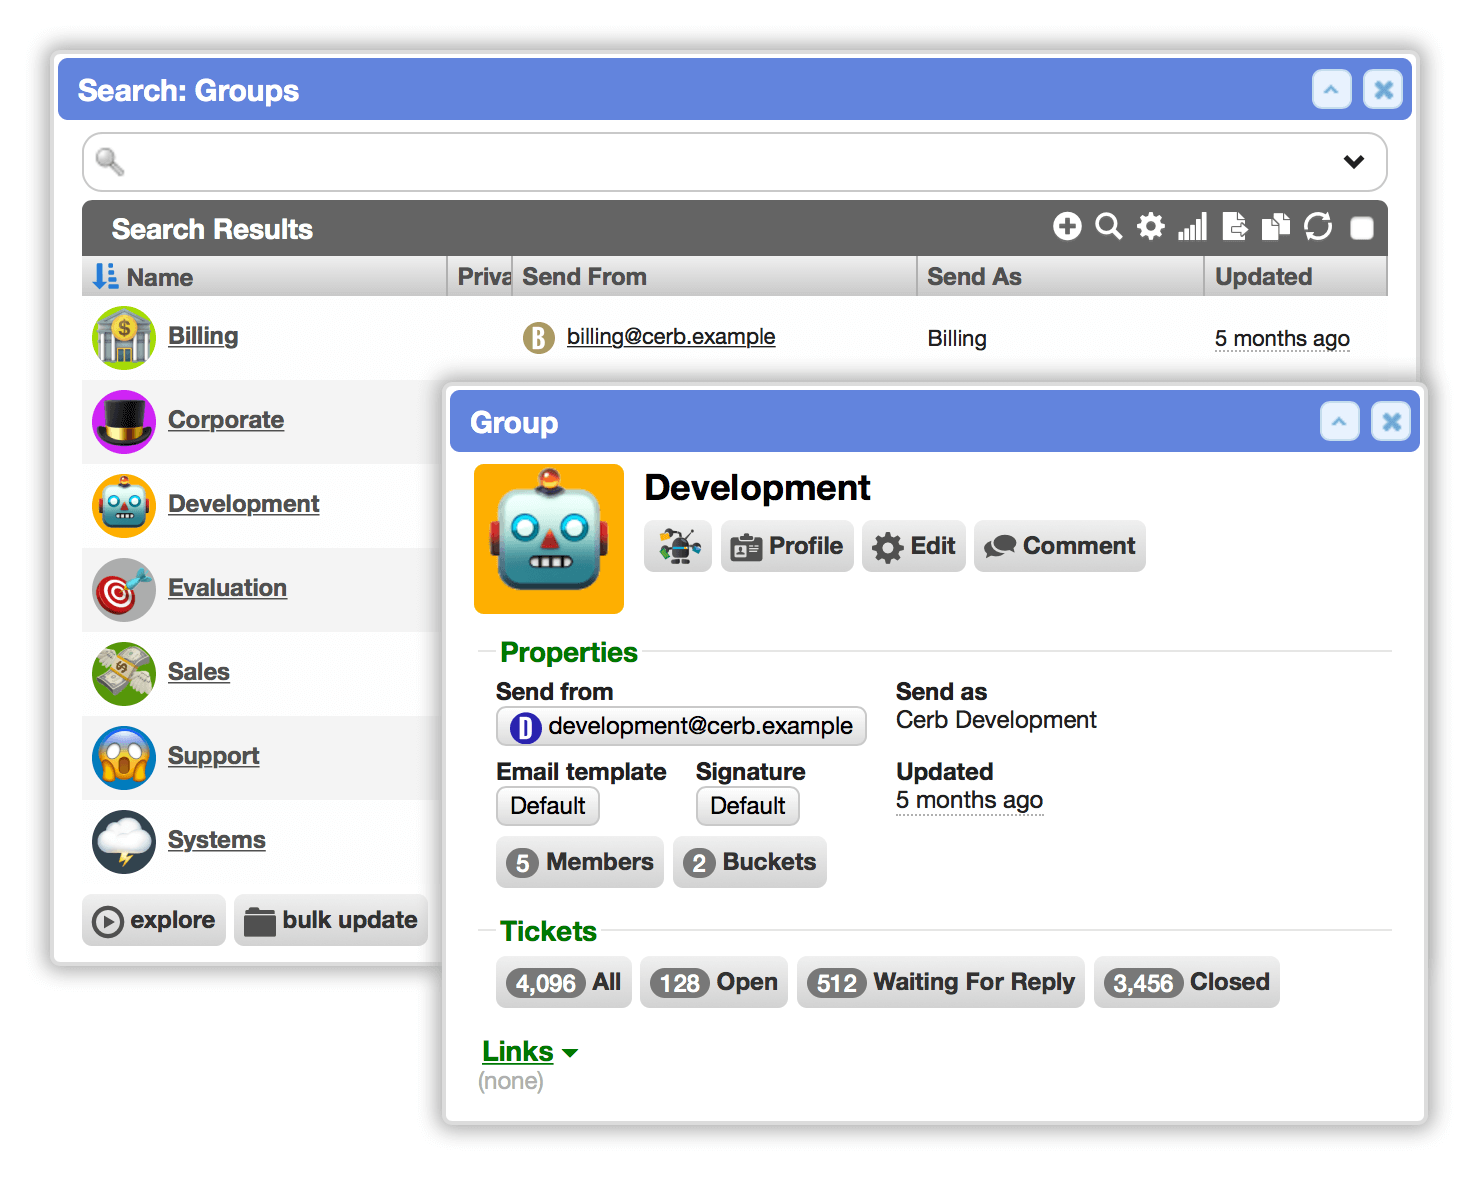 Search: Groups
Search Results
Name Priva Send From Send As Updated
Billing B billing@cerb.example Billing 5 months ago
Corporate
Development
Evaluation
Sales
Support
Systems
explore bulk update
Group
Development
Profile Edit Comment
Properties
Send from Send as
D development@cerb.example Cerb Development
Email template Signature Updated
Default Default 5 months ago
5 Members 2 Buckets
Tickets
4,096 All 128 Open 512 Waiting For Reply 3,456 Closed
Links
(none)